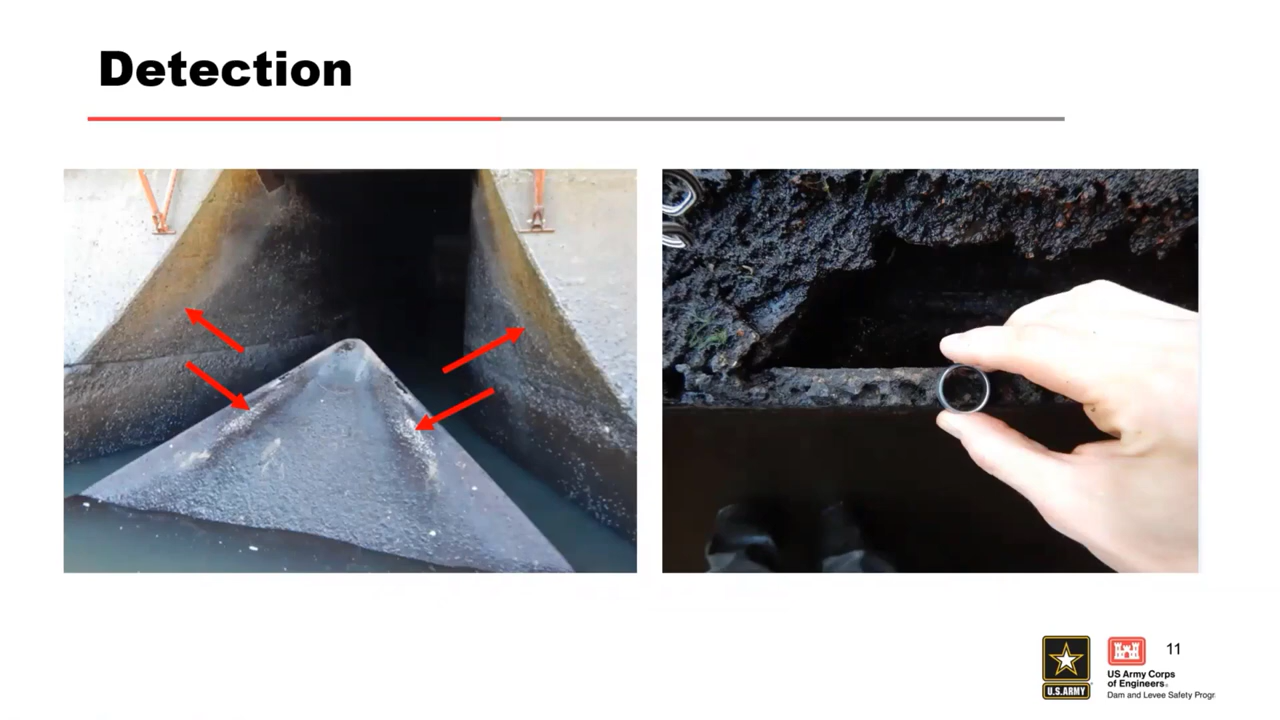 Detection
11
U.S.ARMY
US Army Corps
of Engineers®
Dam and Levee Safety Progr